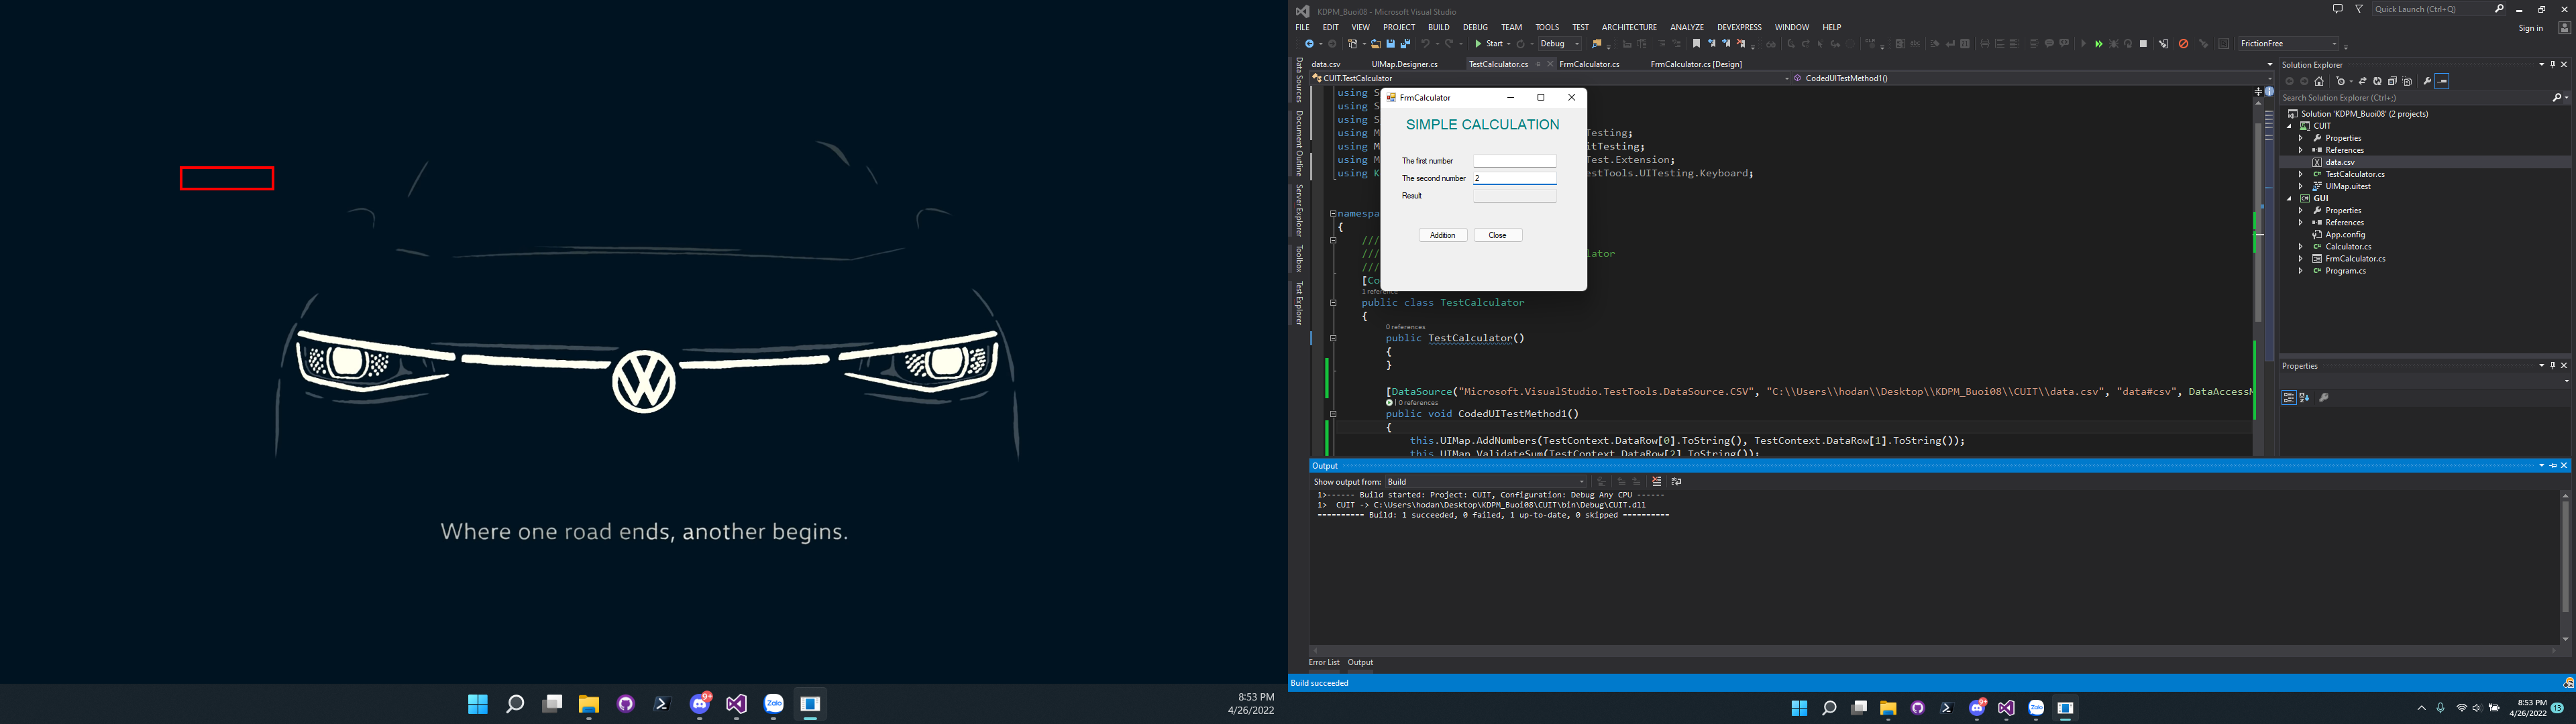 Where one road ends, another begins.
8:53 PM
4/26/2022
KDPM_Buoi08 - Microsoft Visual Studio
Quick Launch (Ctrl+Q)
FILE EDIT VIEW PROJECT BUILD DEBUG TEAM TOOLS TEST ARCHITECTURE ANALYZE DEVEXPRESS WINDOW HELP
Sign in
Start Debug FrictionFree
data.csv UIMap.Designer.cs TestCalculator.cs FrmCalculator.cs FrmCalculator.cs [Design]
CUIT.TestCalculator CodedUITestMethod1()
Data Sources
Document Outline
Server Explorer
Toolbox
Test Explorer
FrmCalculator
SIMPLE CALCULATION
The first number
The second number 2
Result
Addition Close
using S
using S
using S
using M Testing;
using M itTesting;
using M Test.Extension;
using K estTools.UITesting.Keyboard;
namespac
{
///
/// lator
///
[Co
1 reference
public class TestCalculator
{
0 references
public TestCalculator()
{
}
[DataSource("Microsoft.VisualStudio.TestTools.DataSource.CSV", "C:\\Users\\hodan\\Desktop\\KDPM_Buoi08\\CUIT\\data.csv", "data#csv", DataAccessM
0 references
public void CodedUITestMethod1()
{
this.UIMap.AddNumbers(TestContext.DataRow[0].ToString(), TestContext.DataRow[1].ToString());
this.UIMap.ValidateSum(TestContext.DataRow[2].ToString());
Output
Show output from: Build
1>------ Build started: Project: CUIT, Configuration: Debug Any CPU ------
1>  CUIT -> C:\Users\hodan\Desktop\KDPM_Buoi08\CUIT\bin\Debug\CUIT.dll
========== Build: 1 succeeded, 0 failed, 1 up-to-date, 0 skipped ==========
Error List Output
Build succeeded
Solution Explorer
Search Solution Explorer (Ctrl+;)
Solution 'KDPM_Buoi08' (2 projects)
CUIT
Properties
References
data.csv
TestCalculator.cs
UIMap.uitest
GUI
Properties
References
App.config
Calculator.cs
FrmCalculator.cs
Program.cs
Properties
8:53 PM
4/26/2022
13